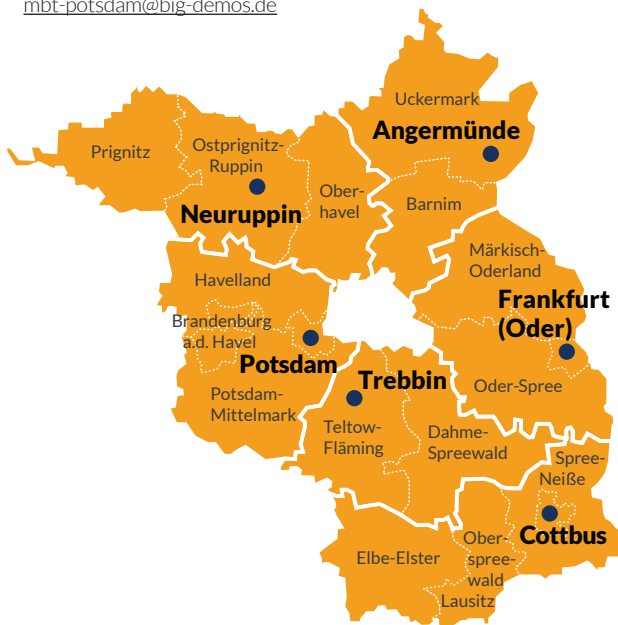 mbt-potsdam@big-demos.de
Uckermark
Angermünde
Prignitz
Ostprignitz-
Ruppin
Neuruppin
Ober-
havel
Barnim
Märkisch-
Oderland
Havelland
Frankfurt
(Oder)
Brandenburg
a.d. Havel
Potsdam
Potsdam-
Mittelmark
Trebbin
Oder-Spree
Teltow-
Fläming
Dahme-
Spreewald
Spree-
Neiße
Cottbus
Elbe-Elster
Ober-
spree-
wald
Lausitz